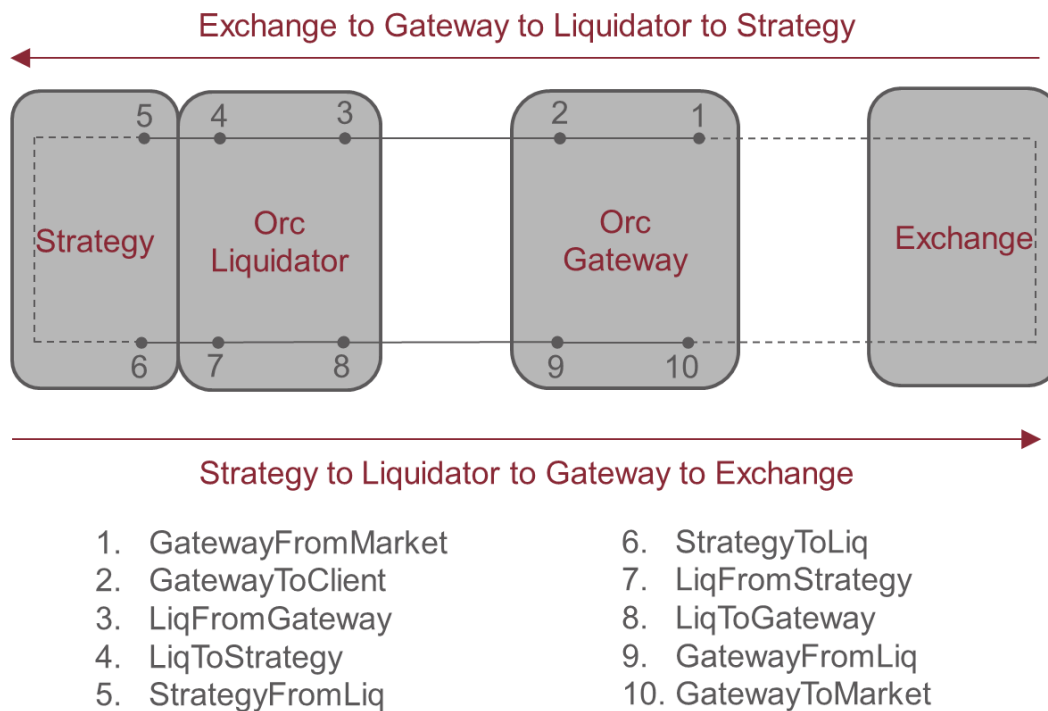 Exchange to Gateway to Liquidator to Strategy
5 4 3 2 1
Strategy
Orc
Liquidator
Orc
Gateway
Exchange
6 7 8 9 10
Strategy to Liquidator to Gateway to Exchange
1. GatewayFromMarket
2. GatewayToClient
3. LiqFromGateway
4. LiqToStrategy
5. StrategyFromLiq
6. StrategyToLiq
7. LiqFromStrategy
8. LiqToGateway
9. GatewayFromLiq
10. GatewayToMarket